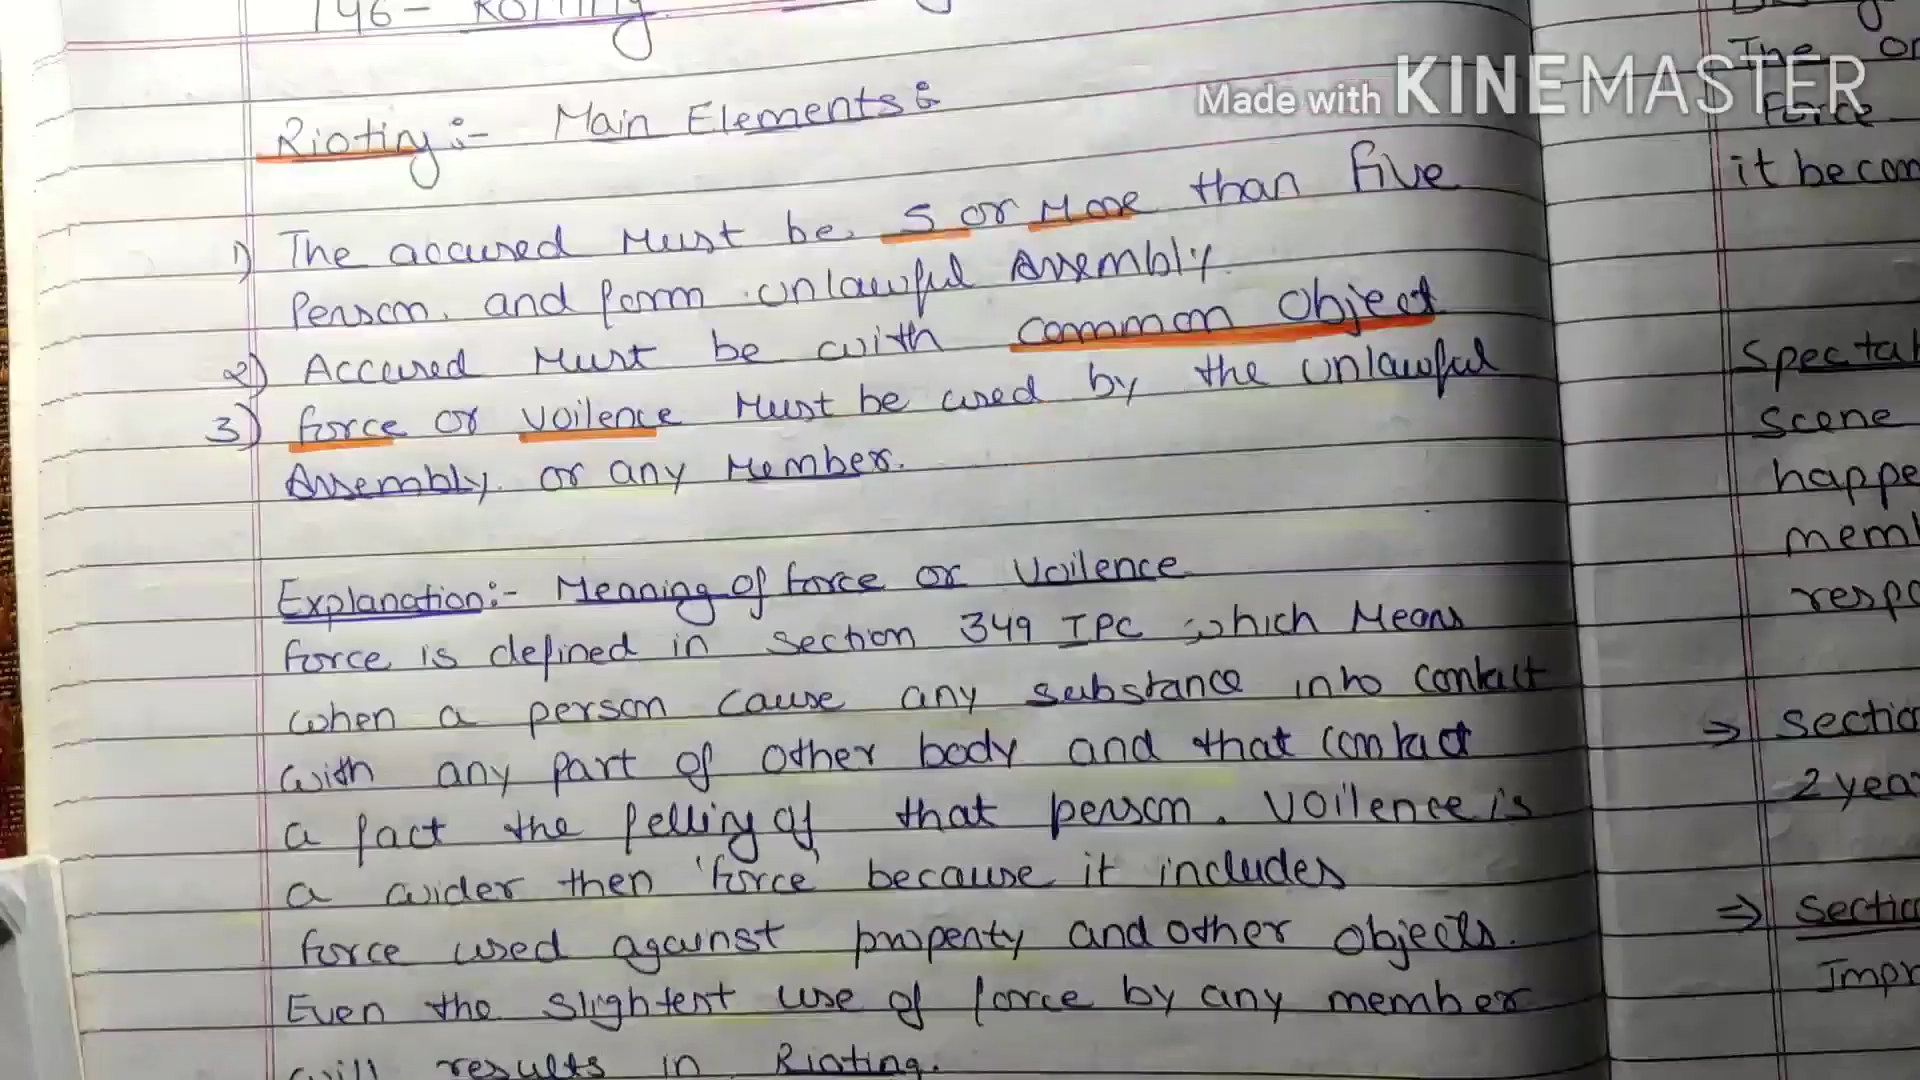 146- Rioting
Rioting:- Main Elements:
1) The accused Must be 5 or More than five
Person. and form unlawful Assembly.
2) Accused Must be with common Object
3) force or Voilence Must be used by the unlawful
Assembly. or any Member.
Explanation:- Meaning of force or Voilence
force is defined in section 349 IPC which Means
when a person cause any substance into contact
with any part of other body and that contact
a fact the felling of that person. Voilence is
a wider then 'force' because it includes
force used against property and other objects.
Even the slightest use of force by any member
will results in Rioting.
Made with KINEMASTER
The
force
it becom
Spectat
scene
happe
mem
respo
⇒ Sectio
2 yea
⇒ Sectio
Impr